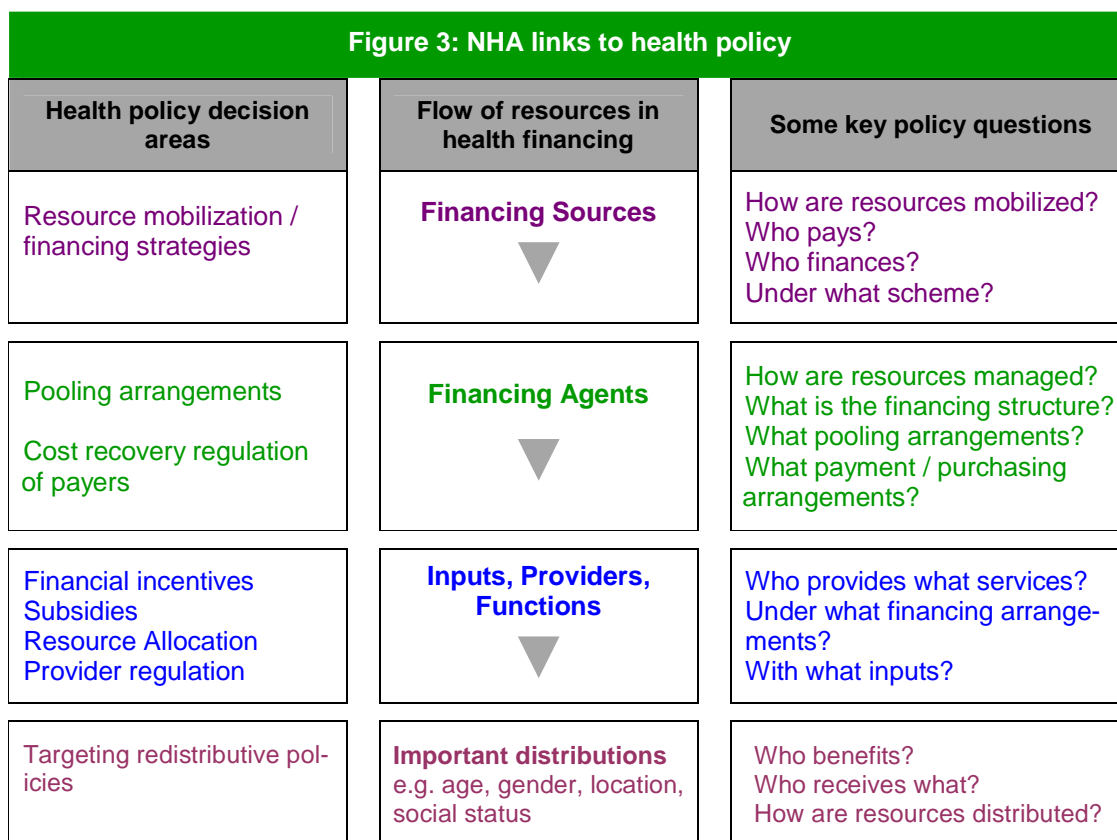 Figure 3: NHA links to health policy
Health policy decision
areas
Flow of resources in
health financing
Some key policy questions
Resource mobilization /
financing strategies
Financing Sources
How are resources mobilized?
Who pays?
Who finances?
Under what scheme?
Pooling arrangements
Cost recovery regulation
of payers
Financing Agents
How are resources managed?
What is the financing structure?
What pooling arrangements?
What payment / purchasing
arrangements?
Financial incentives
Subsidies
Resource Allocation
Provider regulation
Inputs, Providers,
Functions
Who provides what services?
Under what financing arrange-
ments?
With what inputs?
Targeting redistributive pol-
icies
Important distributions
e.g. age, gender, location,
social status
Who benefits?
Who receives what?
How are resources distributed?